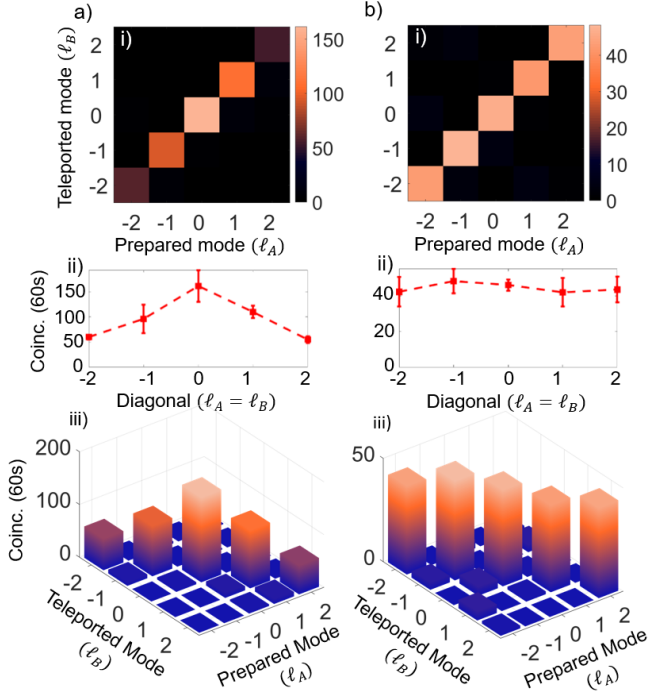 a)
i)
Teleported mode (ℓB)
2
1
0
-1
-2
-2 -1 0 1 2
Prepared mode (ℓA)
150
100
50
0
b)
i)
2
1
0
-1
-2
-2 -1 0 1 2
Prepared mode (ℓA)
40
30
20
10
0
ii)
Coinc. (60s)
150
100
50
0
-2 -1 0 1 2
Diagonal (ℓA = ℓB)
ii)
40
20
0
-2 -1 0 1 2
Diagonal (ℓA = ℓB)
iii)
Coinc. (60s)
200
100
0
-2 -1 0 1 2
Teleported Mode
(ℓB)
-2 -1 0 1 2
Prepared Mode
(ℓA)
iii)
50
0
-2 -1 0 1 2
Teleported Mode
(ℓB)
-2 -1 0 1 2
Prepared Mode
(ℓA)